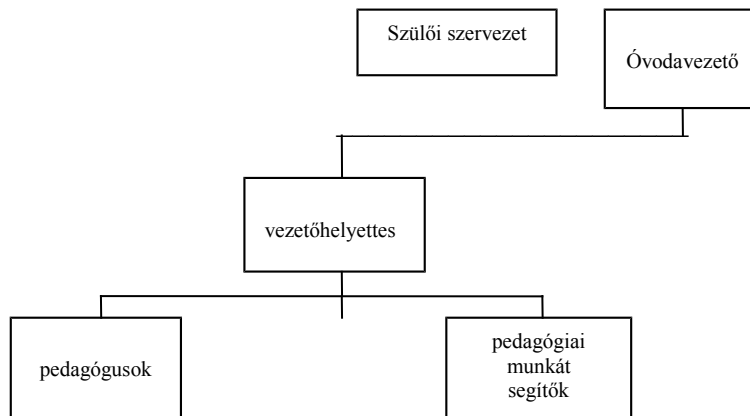 Szülői szervezet
Óvodavezető
vezetőhelyettes
pedagógusok
pedagógiai
munkát
segítők